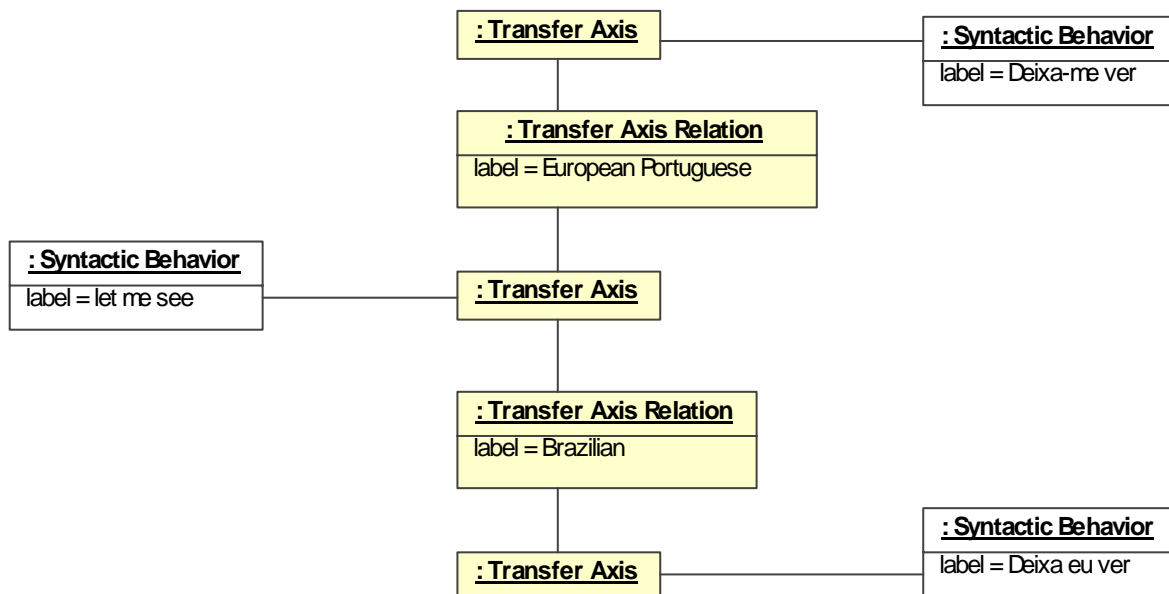 : Transfer Axis
: Syntactic Behavior
label = Deixa-me ver
: Transfer Axis Relation
label = European Portuguese
: Syntactic Behavior
label = let me see
: Transfer Axis
: Transfer Axis Relation
label = Brazilian
: Syntactic Behavior
label = Deixa eu ver
: Transfer Axis